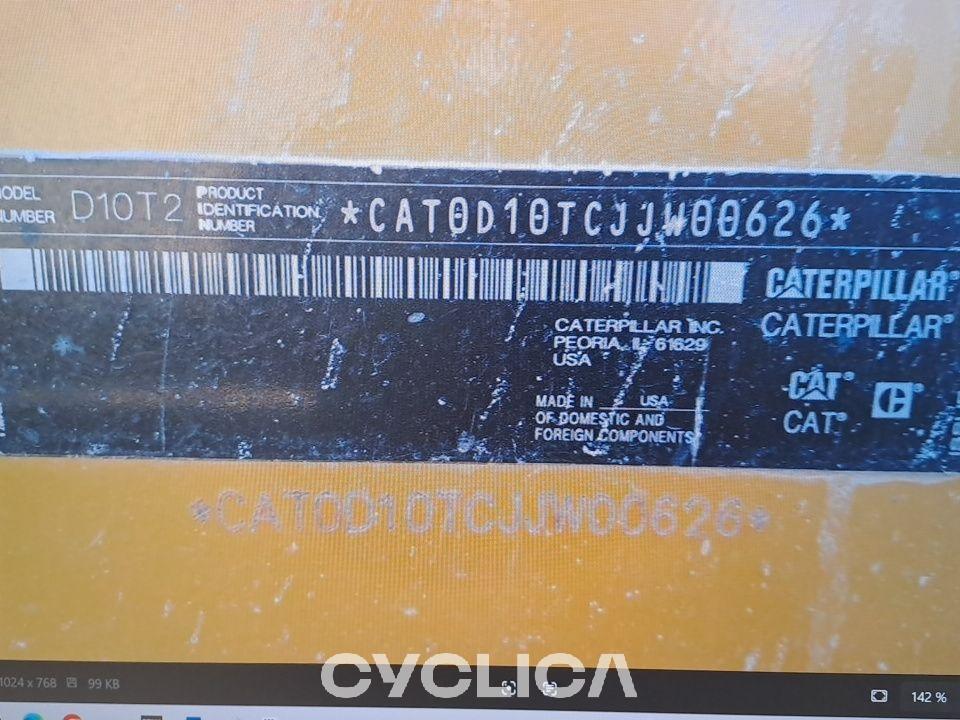 MODEL NUMBER D10T2 PRODUCT IDENTIFICATION NUMBER *CAT0D10TCJJW00626*
CATERPILLAR®
CATERPILLAR®
CATERPILLAR INC.
PEORIA, IL 61629
USA
CAT®
CAT®
MADE IN USA
OF DOMESTIC AND
FOREIGN COMPONENTS
*CAT0D10TCJJW00626*
CYCLICA
1024 x 768 99 KB
142 %